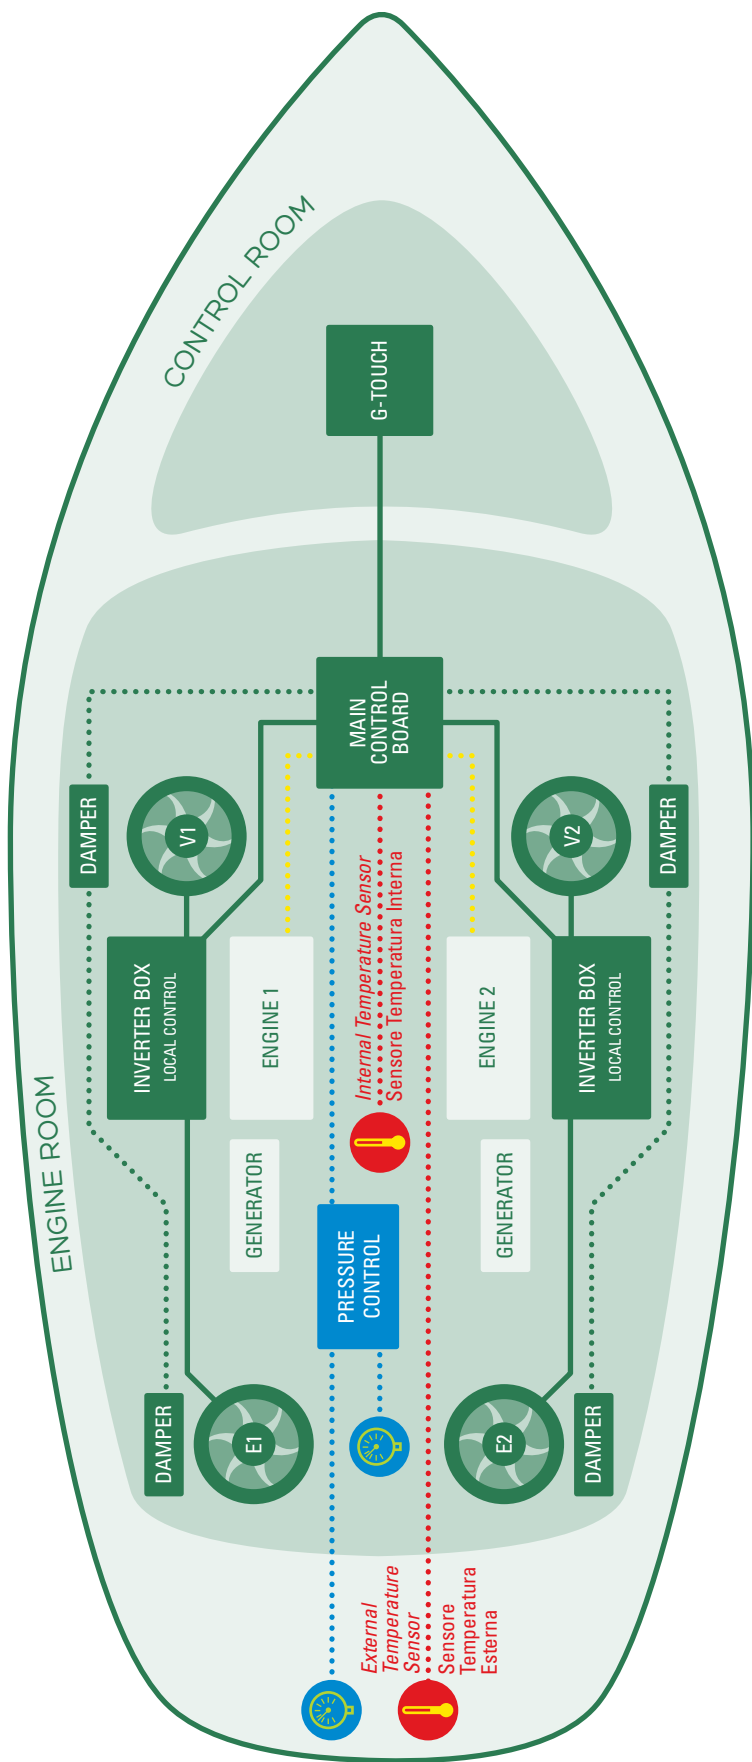 CONTROL ROOM
G-TOUCH
MAIN
CONTROL
BOARD
DAMPER
V1
V2
DAMPER
INVERTER BOX
LOCAL CONTROL
ENGINE 1
Internal Temperature Sensor
Sensore Temperatura Interna
ENGINE 2
INVERTER BOX
LOCAL CONTROL
ENGINE ROOM
GENERATOR
GENERATOR
PRESSURE
CONTROL
DAMPER
E1
E2
DAMPER
External
Temperature
Sensor
Sensore
Temperatura
Esterna